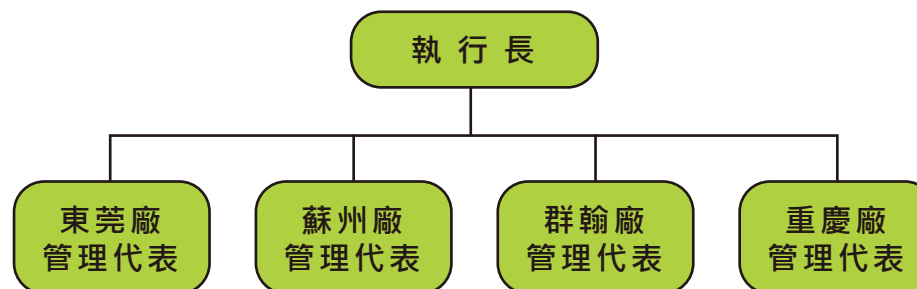 執行長
東莞廠
管理代表
蘇州廠
管理代表
群翰廠
管理代表
重慶廠
管理代表